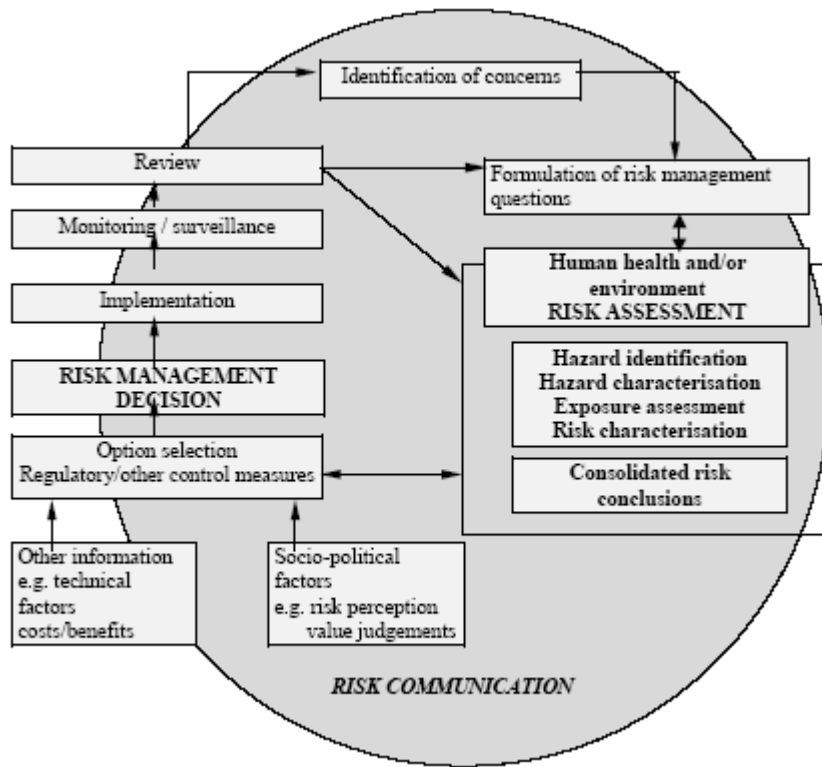 Identification of concerns
Review
Formulation of risk management
questions
Monitoring / surveillance
Human health and/or
environment
RISK ASSESSMENT
Implementation
Hazard identification
Hazard characterisation
Exposure assessment
Risk characterisation
RISK MANAGEMENT
DECISION
Option selection
Regulatory/other control measures
Consolidated risk
conclusions
Other information
e.g. technical
factors
costs/benefits
Socio-political
factors
e.g. risk perception
value judgements
RISK COMMUNICATION